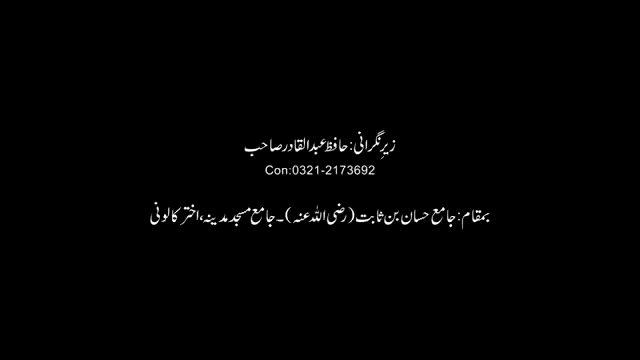 زیرِنگرانی: حافظ عبدالقادر صاحب
Con:0321-2173692
بمقام: جامع حسان بن ثابت (رضی اللہ عنہ)۔ جامع مسجد مدینہ، اختر کالونی